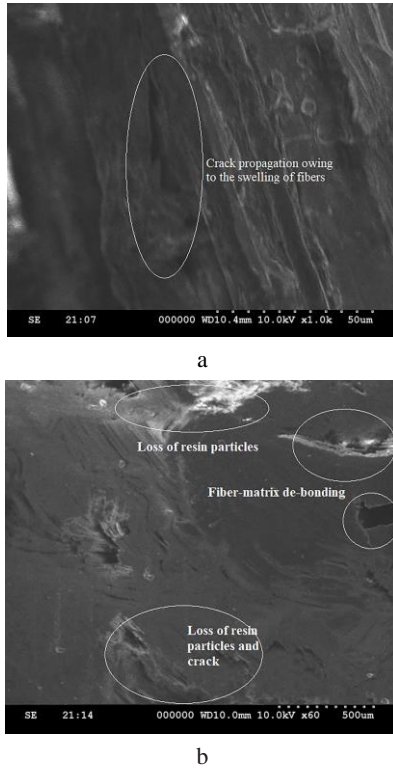 Crack propagation owing
to the swelling of fibers
SE 21:07 000000 WD10.4mm 10.0kV x1.0k 50um
a
Loss of resin particles
Fiber-matrix de-bonding
Loss of resin
particles and
crack
SE 21:14 000000 WD10.0mm 10.0kV x60 500um
b